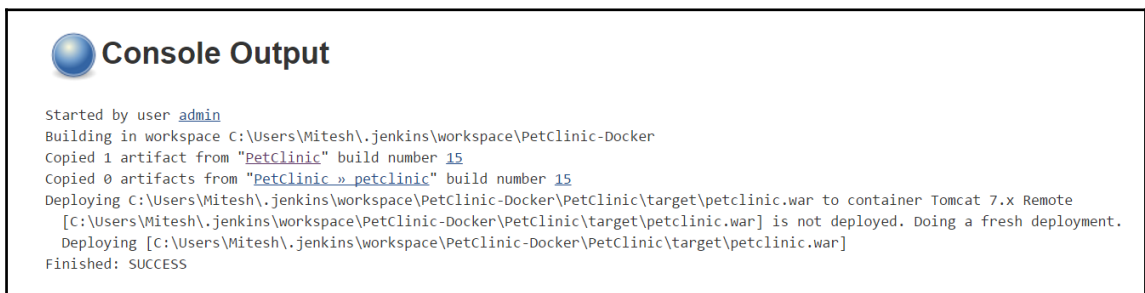 Console Output
Started by user admin
Building in workspace C:\Users\Mitesh\.jenkins\workspace\PetClinic-Docker
Copied 1 artifact from "PetClinic" build number 15
Copied 0 artifacts from "PetClinic » petclinic" build number 15
Deploying C:\Users\Mitesh\.jenkins\workspace\PetClinic-Docker\PetClinic\target\petclinic.war to container Tomcat 7.x Remote
[C:\Users\Mitesh\.jenkins\workspace\PetClinic-Docker\PetClinic\target\petclinic.war] is not deployed. Doing a fresh deployment.
Deploying [C:\Users\Mitesh\.jenkins\workspace\PetClinic-Docker\PetClinic\target\petclinic.war]
Finished: SUCCESS